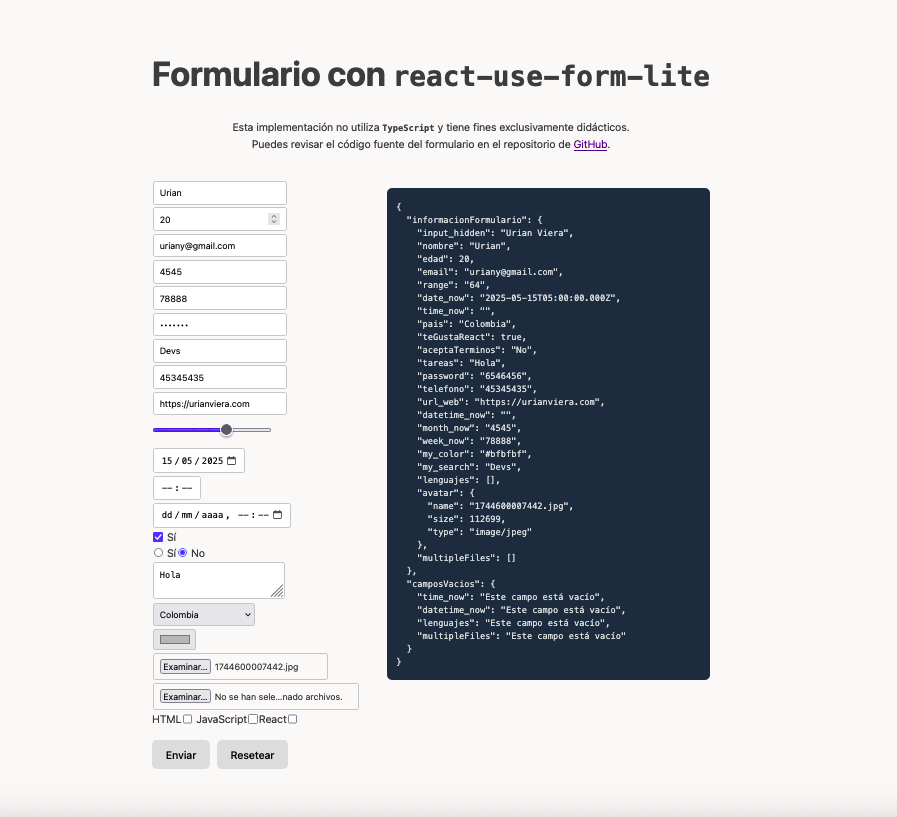 Formulario con react-use-form-lite
Esta implementación no utiliza TypeScript y tiene fines exclusivamente didácticos.
Puedes revisar el código fuente del formulario en el repositorio de GitHub.
Urian
20
uriany@gmail.com
4545
78888
•••••••
Devs
45345435
https://urianviera.com
15/05/2025
--:--
dd/mm/aaaa, --:--
Sí
Sí No
Hola
Colombia
Examinar... 1744600007442.jpg
Examinar... No se han sele...nado archivos.
HTML JavaScript React
Enviar Resetear
{
  "informacionFormulario": {
    "input_hidden": "Urian Viera",
    "nombre": "Urian",
    "edad": 20,
    "email": "uriany@gmail.com",
    "range": "64",
    "date_now": "2025-05-15T05:00:00.000Z",
    "time_now": "",
    "pais": "Colombia",
    "teGustaReact": true,
    "aceptaTerminos": "No",
    "tareas": "Hola",
    "password": "6546456",
    "telefono": "45345435",
    "url_web": "https://urianviera.com",
    "datetime_now": "",
    "month_now": "4545",
    "week_now": "78888",
    "my_color": "#bfbfbf",
    "my_search": "Devs",
    "lenguajes": [],
    "avatar": {
      "name": "1744600007442.jpg",
      "size": 112699,
      "type": "image/jpeg"
    },
    "multipleFiles": []
  },
  "camposVacios": {
    "time_now": "Este campo está vacío",
    "datetime_now": "Este campo está vacío",
    "lenguajes": "Este campo está vacío",
    "multipleFiles": "Este campo está vacío"
  }
}